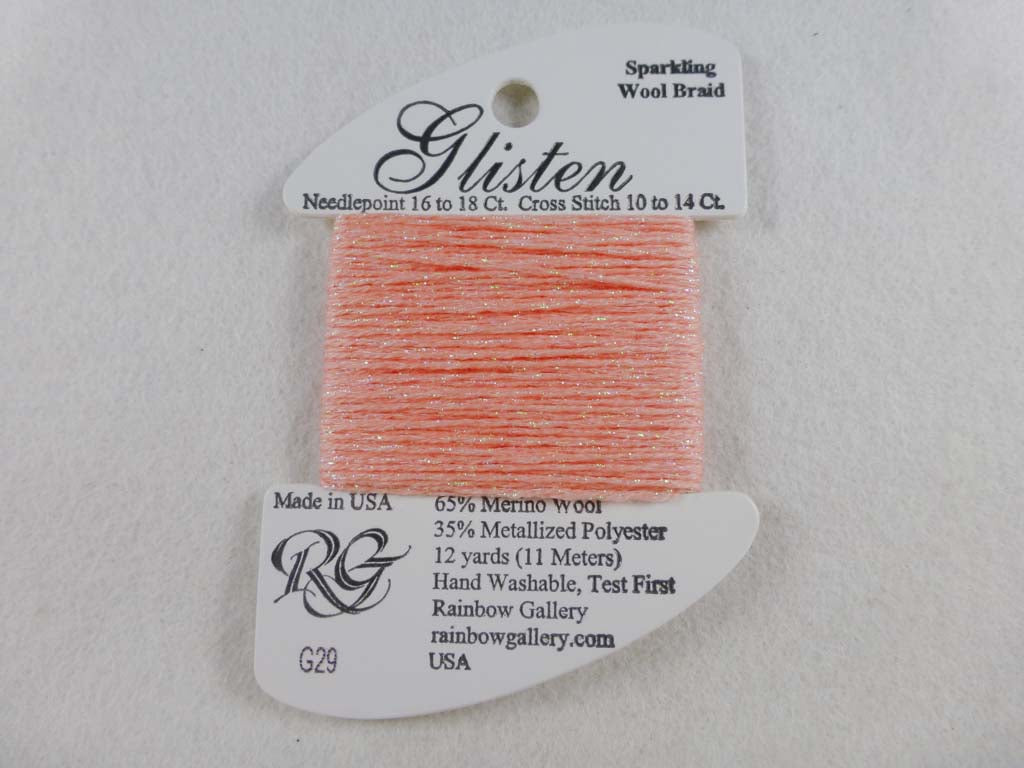 Sparkling
Wool Braid
Glisten
Needlepoint 16 to 18 Ct. Cross Stitch 10 to 14 Ct.
Made in USA
RG
G29
65% Merino Wool
35% Metallized Polyester
12 yards (11 Meters)
Hand Washable, Test First
Rainbow Gallery
rainbowgallery.com
USA